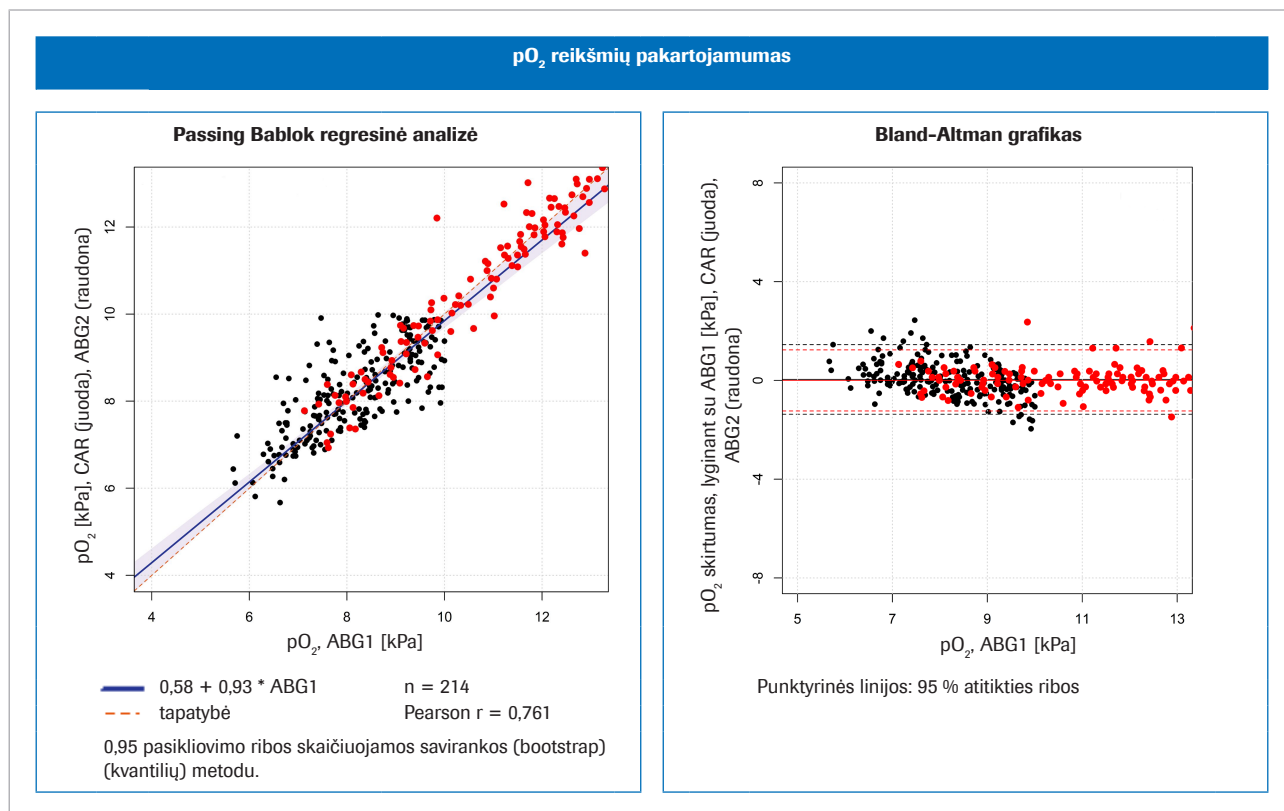 pO₂ reikšmių pakartojamumas
Passing Bablok regresinė analizė
pO₂ [kPa], CAR (juoda), ABG2 (raudona)
12
10
8
6
4
4
6
8
10
12
pO₂, ABG1 [kPa]
0,58 + 0,93 * ABG1
n = 214
tapatybė
Pearson r = 0,761
0,95 pasikliovimo ribos skaičiuojamos savirankos (bootstrap)
(kvantilių) metodu.
Bland-Altman grafikas
pO₂ skirtumas, lyginant su ABG1 [kPa], CAR (juoda),
ABG2 (raudona)
8
4
0
-4
-8
5
7
9
11
13
pO₂, ABG1 [kPa]
Punktyrinės linijos: 95 % atitikties ribos